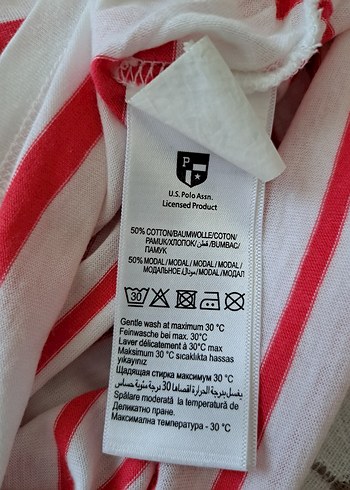 P
U.S. Polo Assn.
Licensed Product
50% COTTON/BAUMWOLLE/COTON/
PAMUK/ХЛОПОК/قطن/BUMBAC/
ПАМУК
50% MODAL/MODAL/MODAL/MODAL/
МОДАЛЬНОЕ/مودال/MODAL/МОДАЛ
30
Gentle wash at maximum 30 °C
Feinwäsche bei max. 30°C
Laver délicatement à 30°C max
Maksimum 30 °C sıcaklıkta hassas
yıkayınız
Щадящая стирка максимум 30 °C
يغسل بدرجة الحرارة اقصاها 30 درجة مئوية حساس
Spălare moderată la temperatură de
Деликатно пране.
Максимална температура - 30 °C